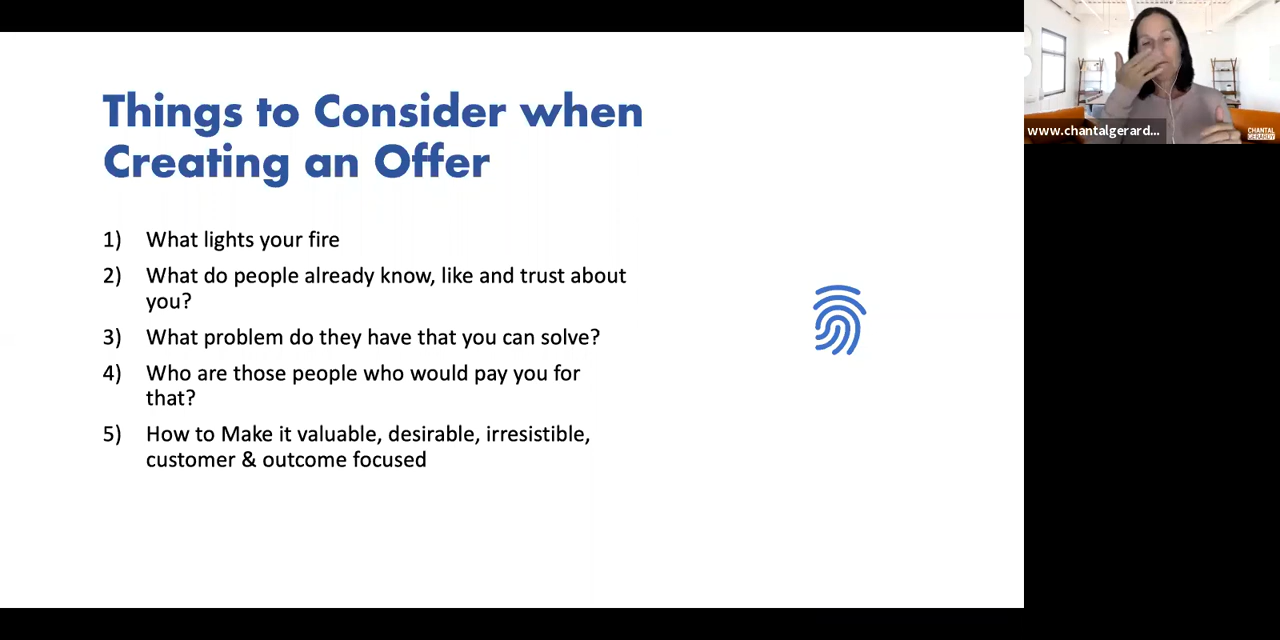 Things to Consider when
Creating an Offer
1) What lights your fire
2) What do people already know, like and trust about
you?
3) What problem do they have that you can solve?
4) Who are those people who would pay you for
that?
5) How to Make it valuable, desirable, irresistible,
customer & outcome focused
www.chantalgerard...
CHANTAL
GERARDY